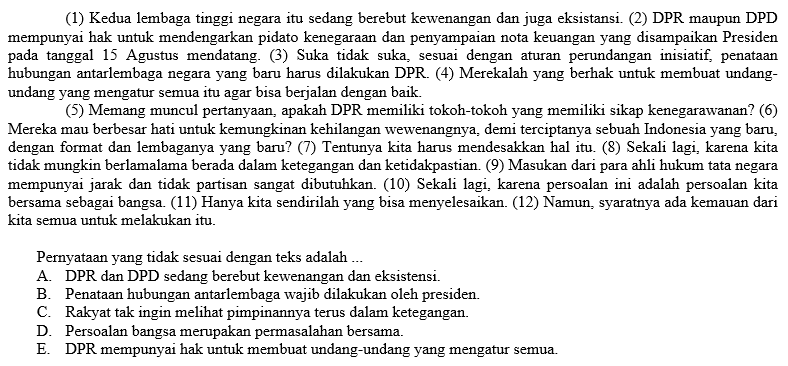 (1) Kedua lembaga tinggi negara itu sedang berebut kewenangan dan juga eksistansi. (2) DPR maupun DPD
mempunyai hak untuk mendengarkan pidato kenegaraan dan penyampaian nota keuangan yang disampaikan Presiden
pada tanggal 15 Agustus mendatang. (3) Suka tidak suka, sesuai dengan aturan perundangan inisiatif, penataan
hubungan antarlembaga negara yang baru harus dilakukan DPR. (4) Merekalah yang berhak untuk membuat undang-
undang yang mengatur semua itu agar bisa berjalan dengan baik.
(5) Memang muncul pertanyaan, apakah DPR memiliki tokoh-tokoh yang memiliki sikap kenegarawanan? (6)
Mereka mau berbesar hati untuk kemungkinan kehilangan wewenangnya, demi terciptanya sebuah Indonesia yang baru,
dengan format dan lembaganya yang baru? (7) Tentunya kita harus mendesakkan hal itu. (8) Sekali lagi, karena kita
tidak mungkin berlamalama berada dalam ketegangan dan ketidakpastian. (9) Masukan dari para ahli hukum tata negara
mempunyai jarak dan tidak partisan sangat dibutuhkan. (10) Sekali lagi, karena persoalan ini adalah persoalan kita
bersama sebagai bangsa. (11) Hanya kita sendirilah yang bisa menyelesaikan. (12) Namun, syaratnya ada kemauan dari
kita semua untuk melakukan itu.
Pernyataan yang tidak sesuai dengan teks adalah ...
A. DPR dan DPD sedang berebut kewenangan dan eksistensi.
B. Penataan hubungan antarlembaga wajib dilakukan oleh presiden.
C. Rakyat tak ingin melihat pimpinannya terus dalam ketegangan.
D. Persoalan bangsa merupakan permasalahan bersama.
E. DPR mempunyai hak untuk membuat undang-undang yang mengatur semua.